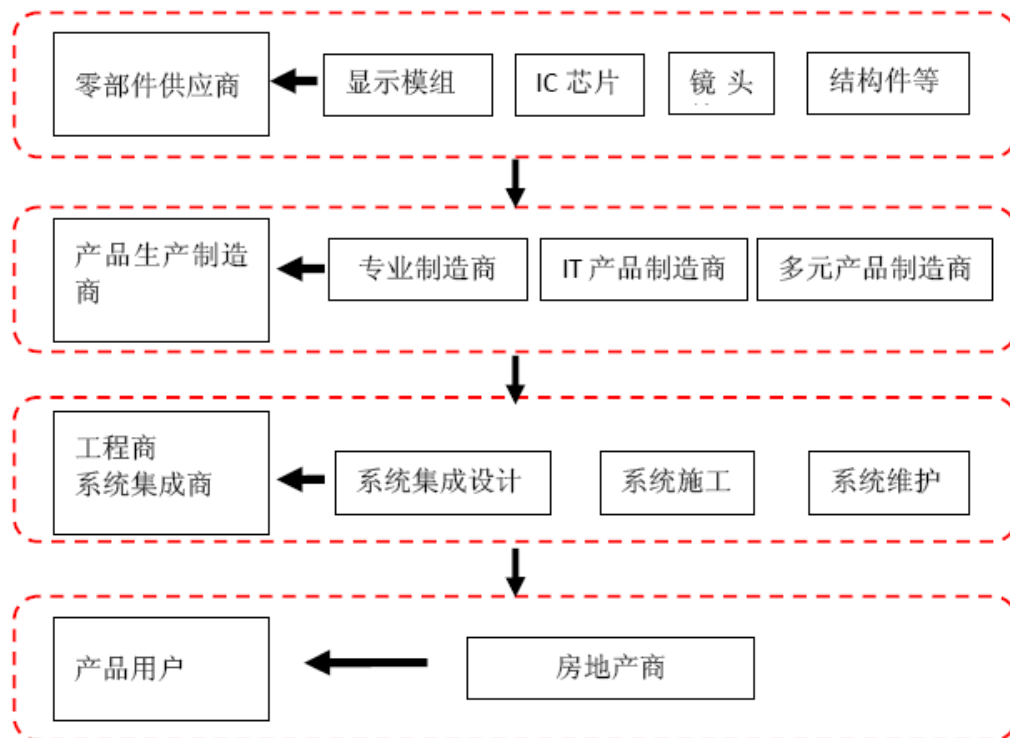 零部件供应商
显示模组
IC 芯片
镜 头
结构件等
产品生产制造
商
专业制造商
IT 产品制造商
多元产品制造商
工程商
系统集成商
系统集成设计
系统施工
系统维护
产品用户
房地产商